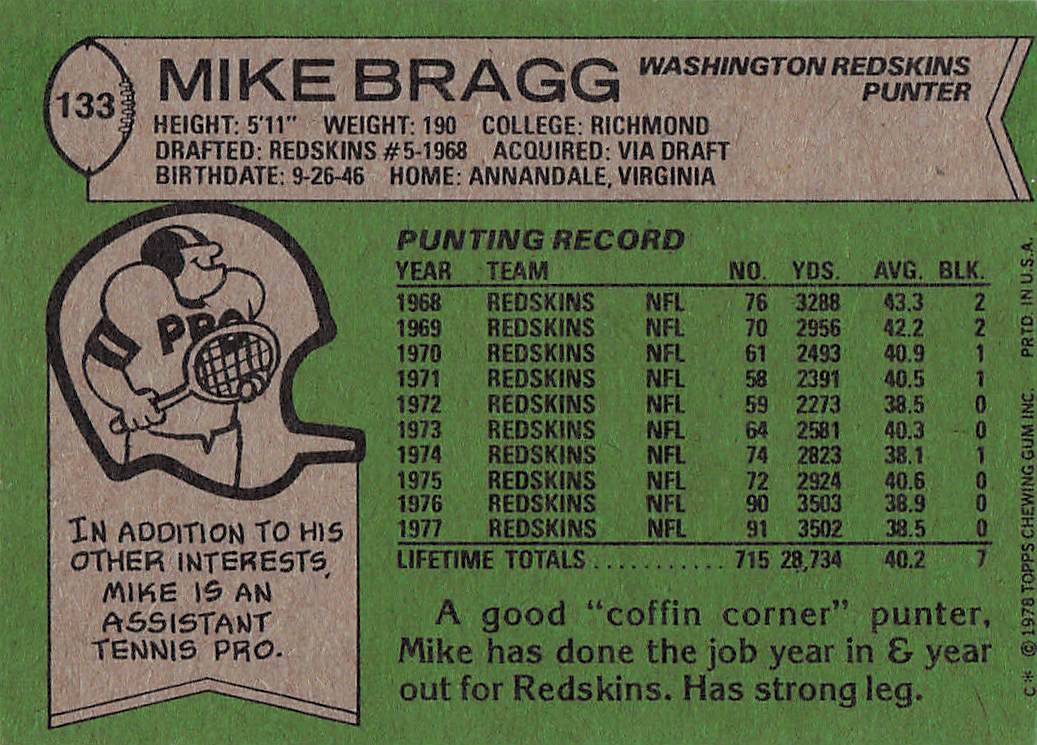 133
MIKE BRAGG
WASHINGTON REDSKINS
PUNTER
HEIGHT: 5'11" WEIGHT: 190 COLLEGE: RICHMOND
DRAFTED: REDSKINS #5-1968 ACQUIRED: VIA DRAFT
BIRTHDATE: 9-26-46 HOME: ANNANDALE, VIRGINIA
PRO
IN ADDITION TO HIS
OTHER INTERESTS,
MIKE IS AN
ASSISTANT
TENNIS PRO.
PUNTING RECORD
YEAR TEAM NO. YDS. AVG. BLK.
1968 REDSKINS NFL 76 3288 43.3 2
1969 REDSKINS NFL 70 2956 42.2 2
1970 REDSKINS NFL 61 2493 40.9 1
1971 REDSKINS NFL 58 2391 40.5 1
1972 REDSKINS NFL 59 2273 38.5 0
1973 REDSKINS NFL 64 2581 40.3 0
1974 REDSKINS NFL 74 2823 38.1 1
1975 REDSKINS NFL 72 2924 40.6 0
1976 REDSKINS NFL 90 3503 38.9 0
1977 REDSKINS NFL 91 3502 38.5 0
LIFETIME TOTALS ........... 715 28,734 40.2 7
A good "coffin corner" punter,
Mike has done the job year in & year
out for Redskins. Has strong leg.
C* © 1978 TOPPS CHEWING GUM INC. PRTD. IN U.S.A.